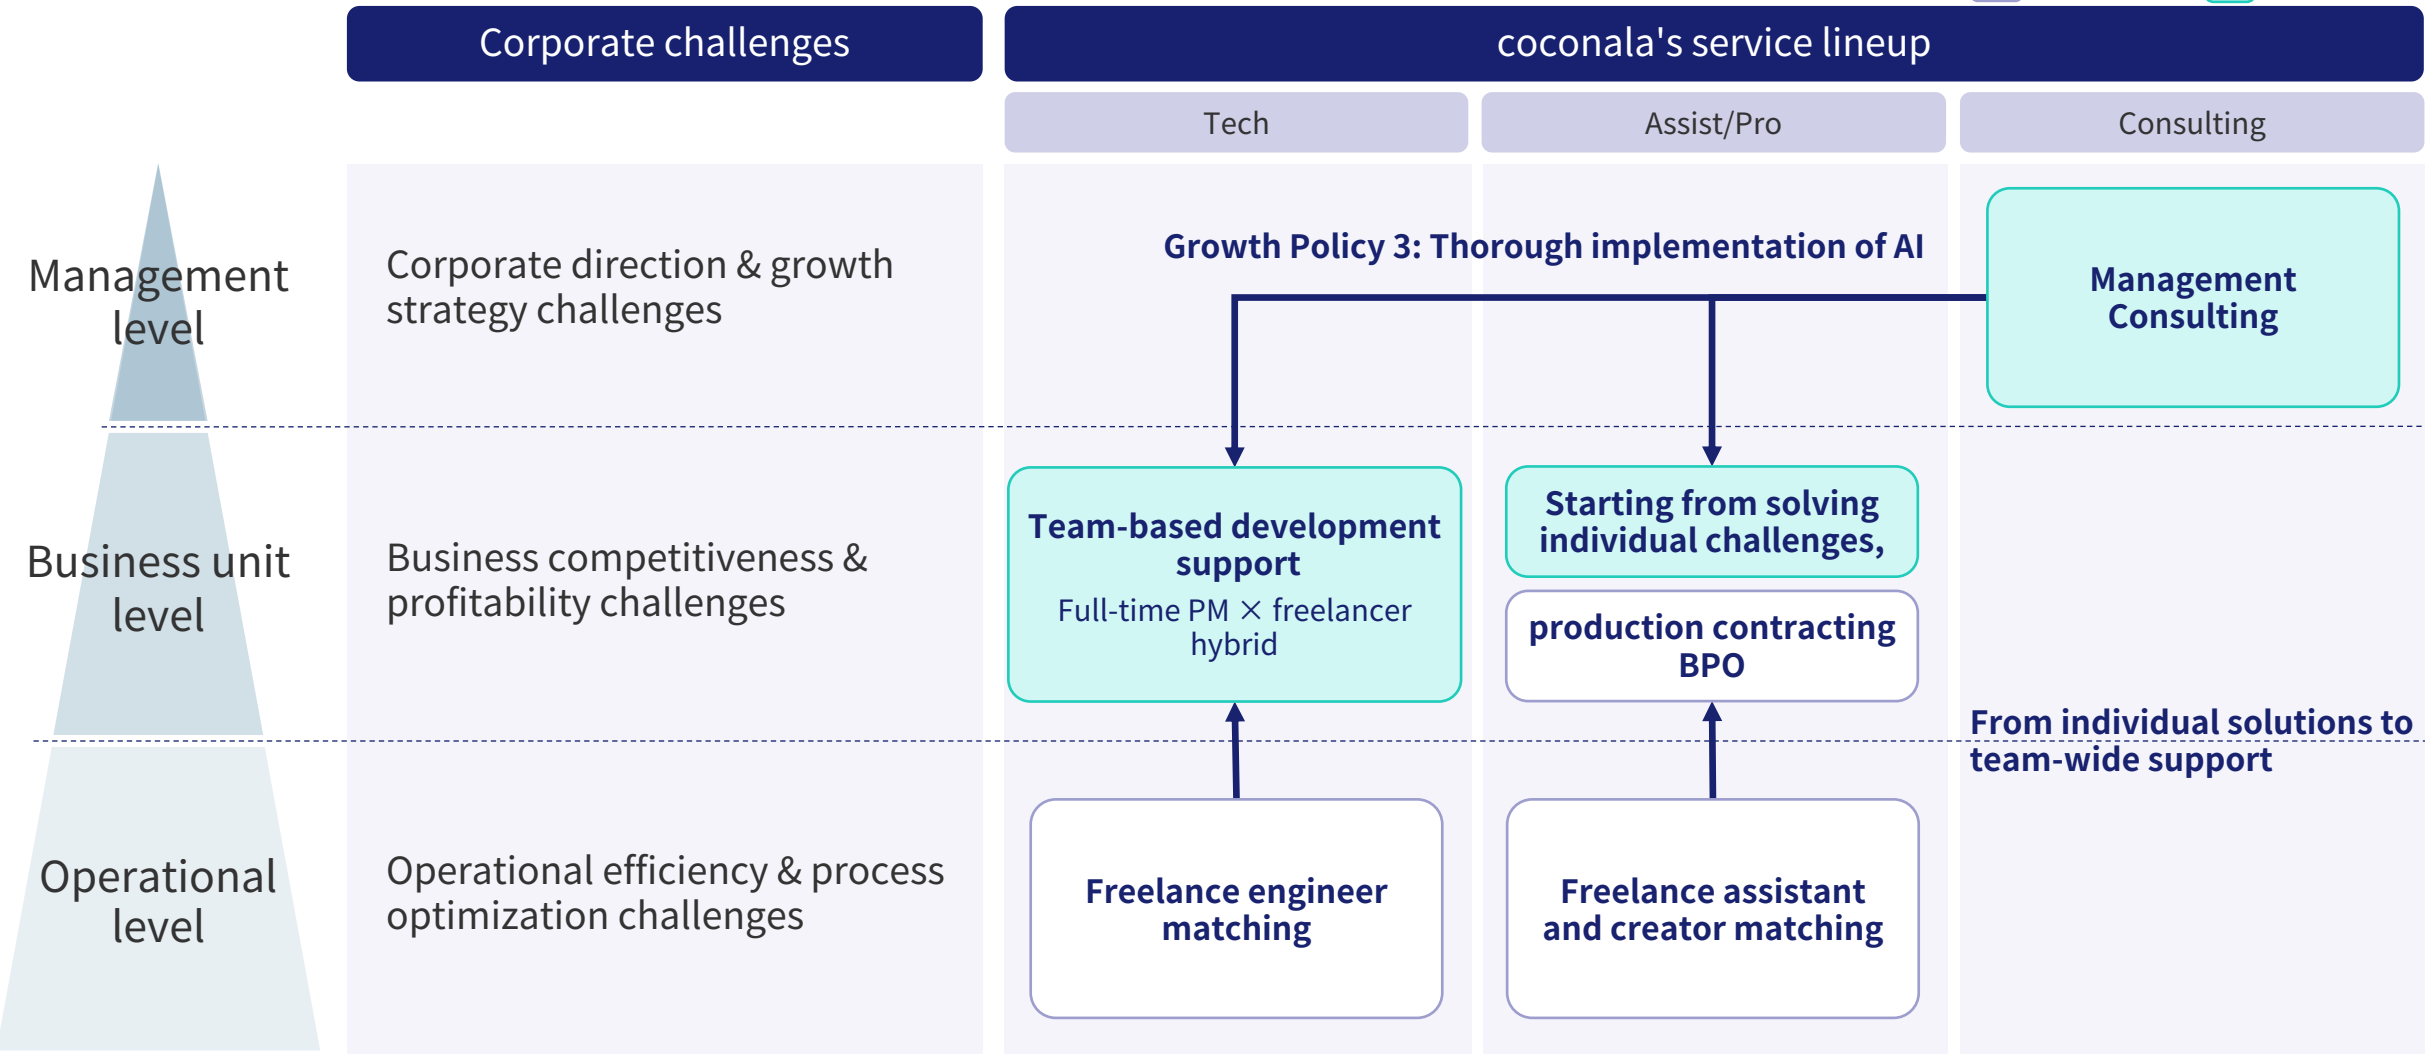 Corporate challenges
coconala's service lineup
Tech
Assist/Pro
Consulting
Management
level
Corporate direction & growth
strategy challenges
Growth Policy 3: Thorough implementation of AI
Management
Consulting
Business unit
level
Business competitiveness &
profitability challenges
Team-based development
support
Full-time PM × freelancer
hybrid
Starting from solving
individual challenges,
production contracting
BPO
From individual solutions to
team-wide support
Operational
level
Operational efficiency & process
optimization challenges
Freelance engineer
matching
Freelance assistant
and creator matching